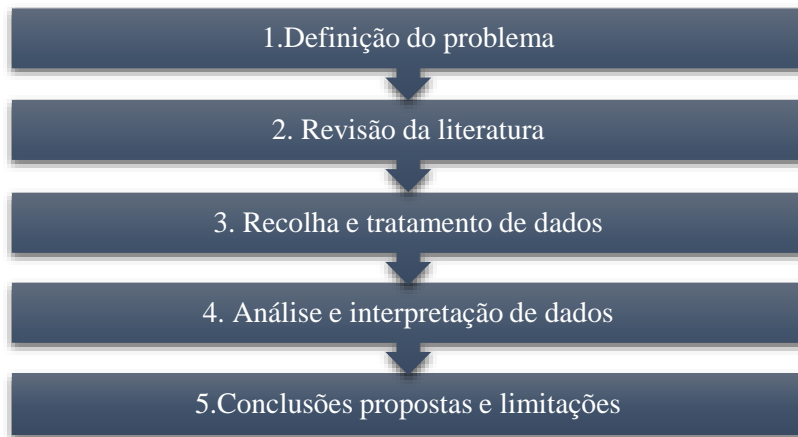 1.Definição do problema
2. Revisão da literatura
3. Recolha e tratamento de dados
4. Análise e interpretação de dados
5.Conclusões propostas e limitações